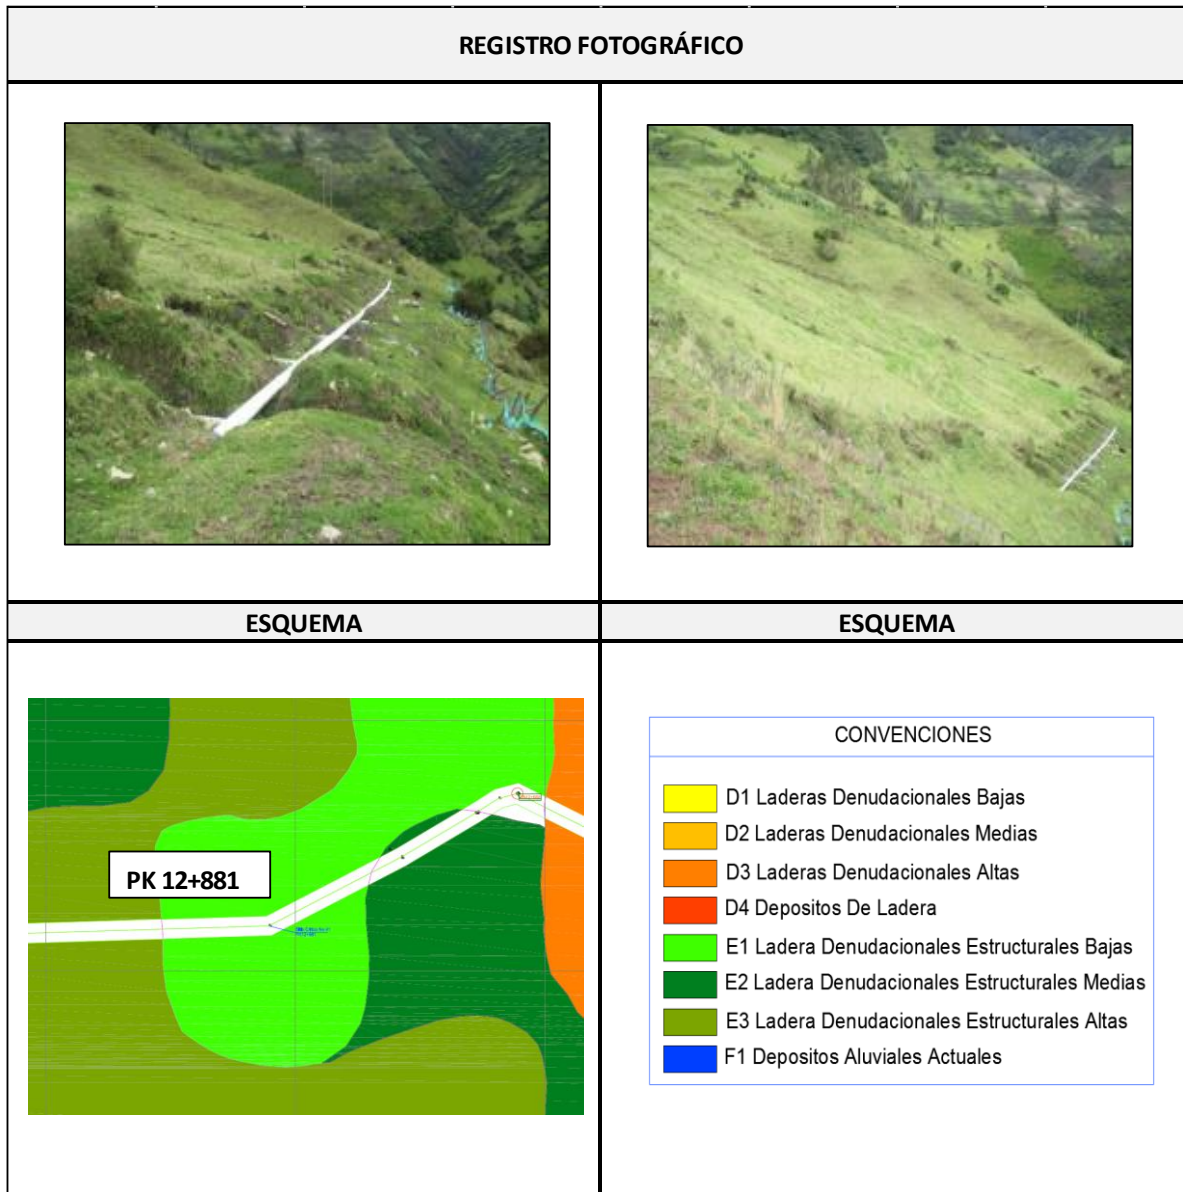 REGISTRO FOTOGRÁFICO
ESQUEMA
ESQUEMA
PK 12+881
CONVENCIONES
D1 Laderas Denudacionales Bajas
D2 Laderas Denudacionales Medias
D3 Laderas Denudacionales Altas
D4 Depositos De Ladera
E1 Ladera Denudacionales Estructurales Bajas
E2 Ladera Denudacionales Estructurales Medias
E3 Ladera Denudacionales Estructurales Altas
F1 Depositos Aluviales Actuales